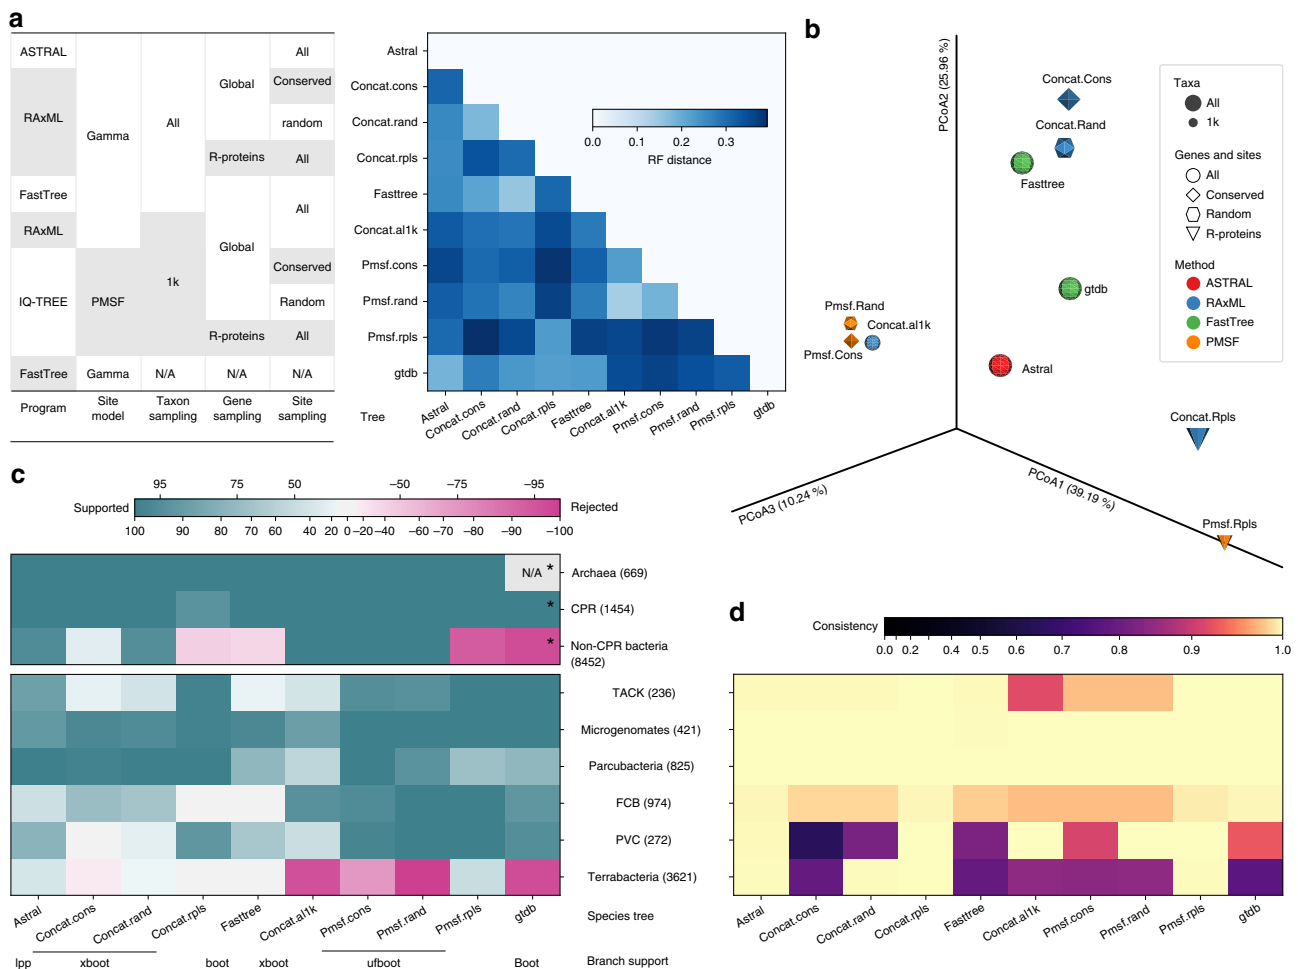 a
ASTRAL
RAxML
FastTree
RAxML
IQ-TREE
FastTree
Program
Gamma
PMSF
Gamma
Site
model
All
1k
N/A
Taxon
sampling
Global
R-proteins
Global
R-proteins
N/A
Gene
sampling
All
Conserved
random
All
All
Conserved
Random
All
N/A
Site
sampling
Astral
Concat.cons
Concat.rand
Concat.rpls
Fasttree
Concat.al1k
Pmsf.cons
Pmsf.rand
Pmsf.rpls
gtdb
0.0 0.1 0.2 0.3
RF distance
Tree
Astral Concat.cons Concat.rand Concat.rpls Fasttree Concat.al1k Pmsf.cons Pmsf.rand Pmsf.rpls gtdb
b
PCoA2 (25.96 %)
PCoA3 (10.24 %)
PCoA1 (39.19 %)
Concat.Cons
Concat.Rand
Fasttree
gtdb
Pmsf.Rand
Concat.al1k
Pmsf.Cons
Astral
Concat.Rpls
Pmsf.Rpls
Taxa
All
1k
Genes and sites
All
Conserved
Random
R-proteins
Method
ASTRAL
RAxML
FastTree
PMSF
c
95 75 50 −50 −75 −95
Supported
Rejected
100 90 80 70 60 40 20 0 −20 −40 −60 −70 −80 −90 −100
N/A *
Archaea (669)
*
CPR (1454)
*
Non-CPR bacteria
(8452)
TACK (236)
Microgenomates (421)
Parcubacteria (825)
FCB (974)
PVC (272)
Terrabacteria (3621)
Astral Concat.cons Concat.rand Concat.rpls Fasttree Concat.al1k Pmsf.cons Pmsf.rand Pmsf.rpls gtdb
Species tree
lpp xboot boot xboot ufboot Boot
Branch support
d
Consistency
0.0 0.2 0.4 0.5 0.6 0.7 0.8 0.9 1.0
Astral Concat.cons Concat.rand Concat.rpls Fasttree Concat.al1k Pmsf.cons Pmsf.rand Pmsf.rpls gtdb